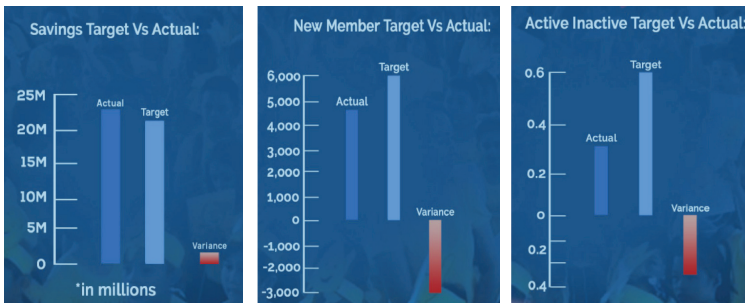 Savings Target Vs Actual:
25M
20M
15M
10M
5M
0
Actual
Target
Variance
*in millions
New Member Target Vs Actual:
6,000
5,000
4,000
3,000
2,000
1,000
0
-1,000
-2,000
-3,000
Actual
Target
Variance
Active Inactive Target Vs Actual:
0.6
0.4
0.2
0
0.2
0.4
Actual
Target
Variance